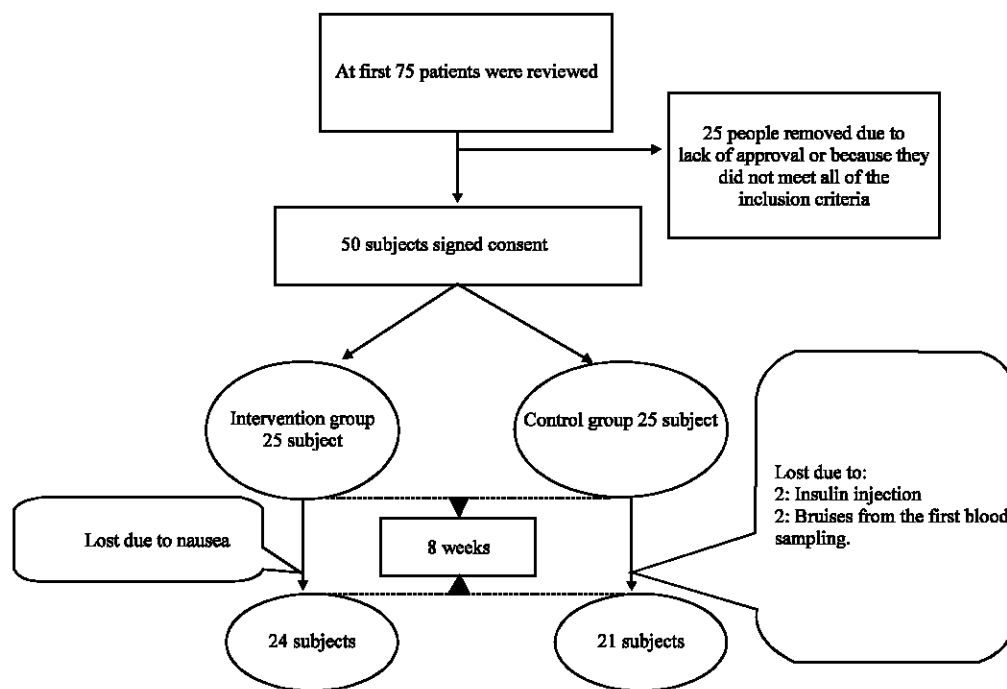 At first 75 patients were reviewed
25 people removed due to
lack of approval or because they
did not meet all of the
inclusion criteria
50 subjects signed consent
Intervention group
25 subject
Control group 25 subject
Lost due to:
2: Insulin injection
2: Bruises from the first blood
sampling.
Lost due to nausea
8 weeks
24 subjects
21 subjects